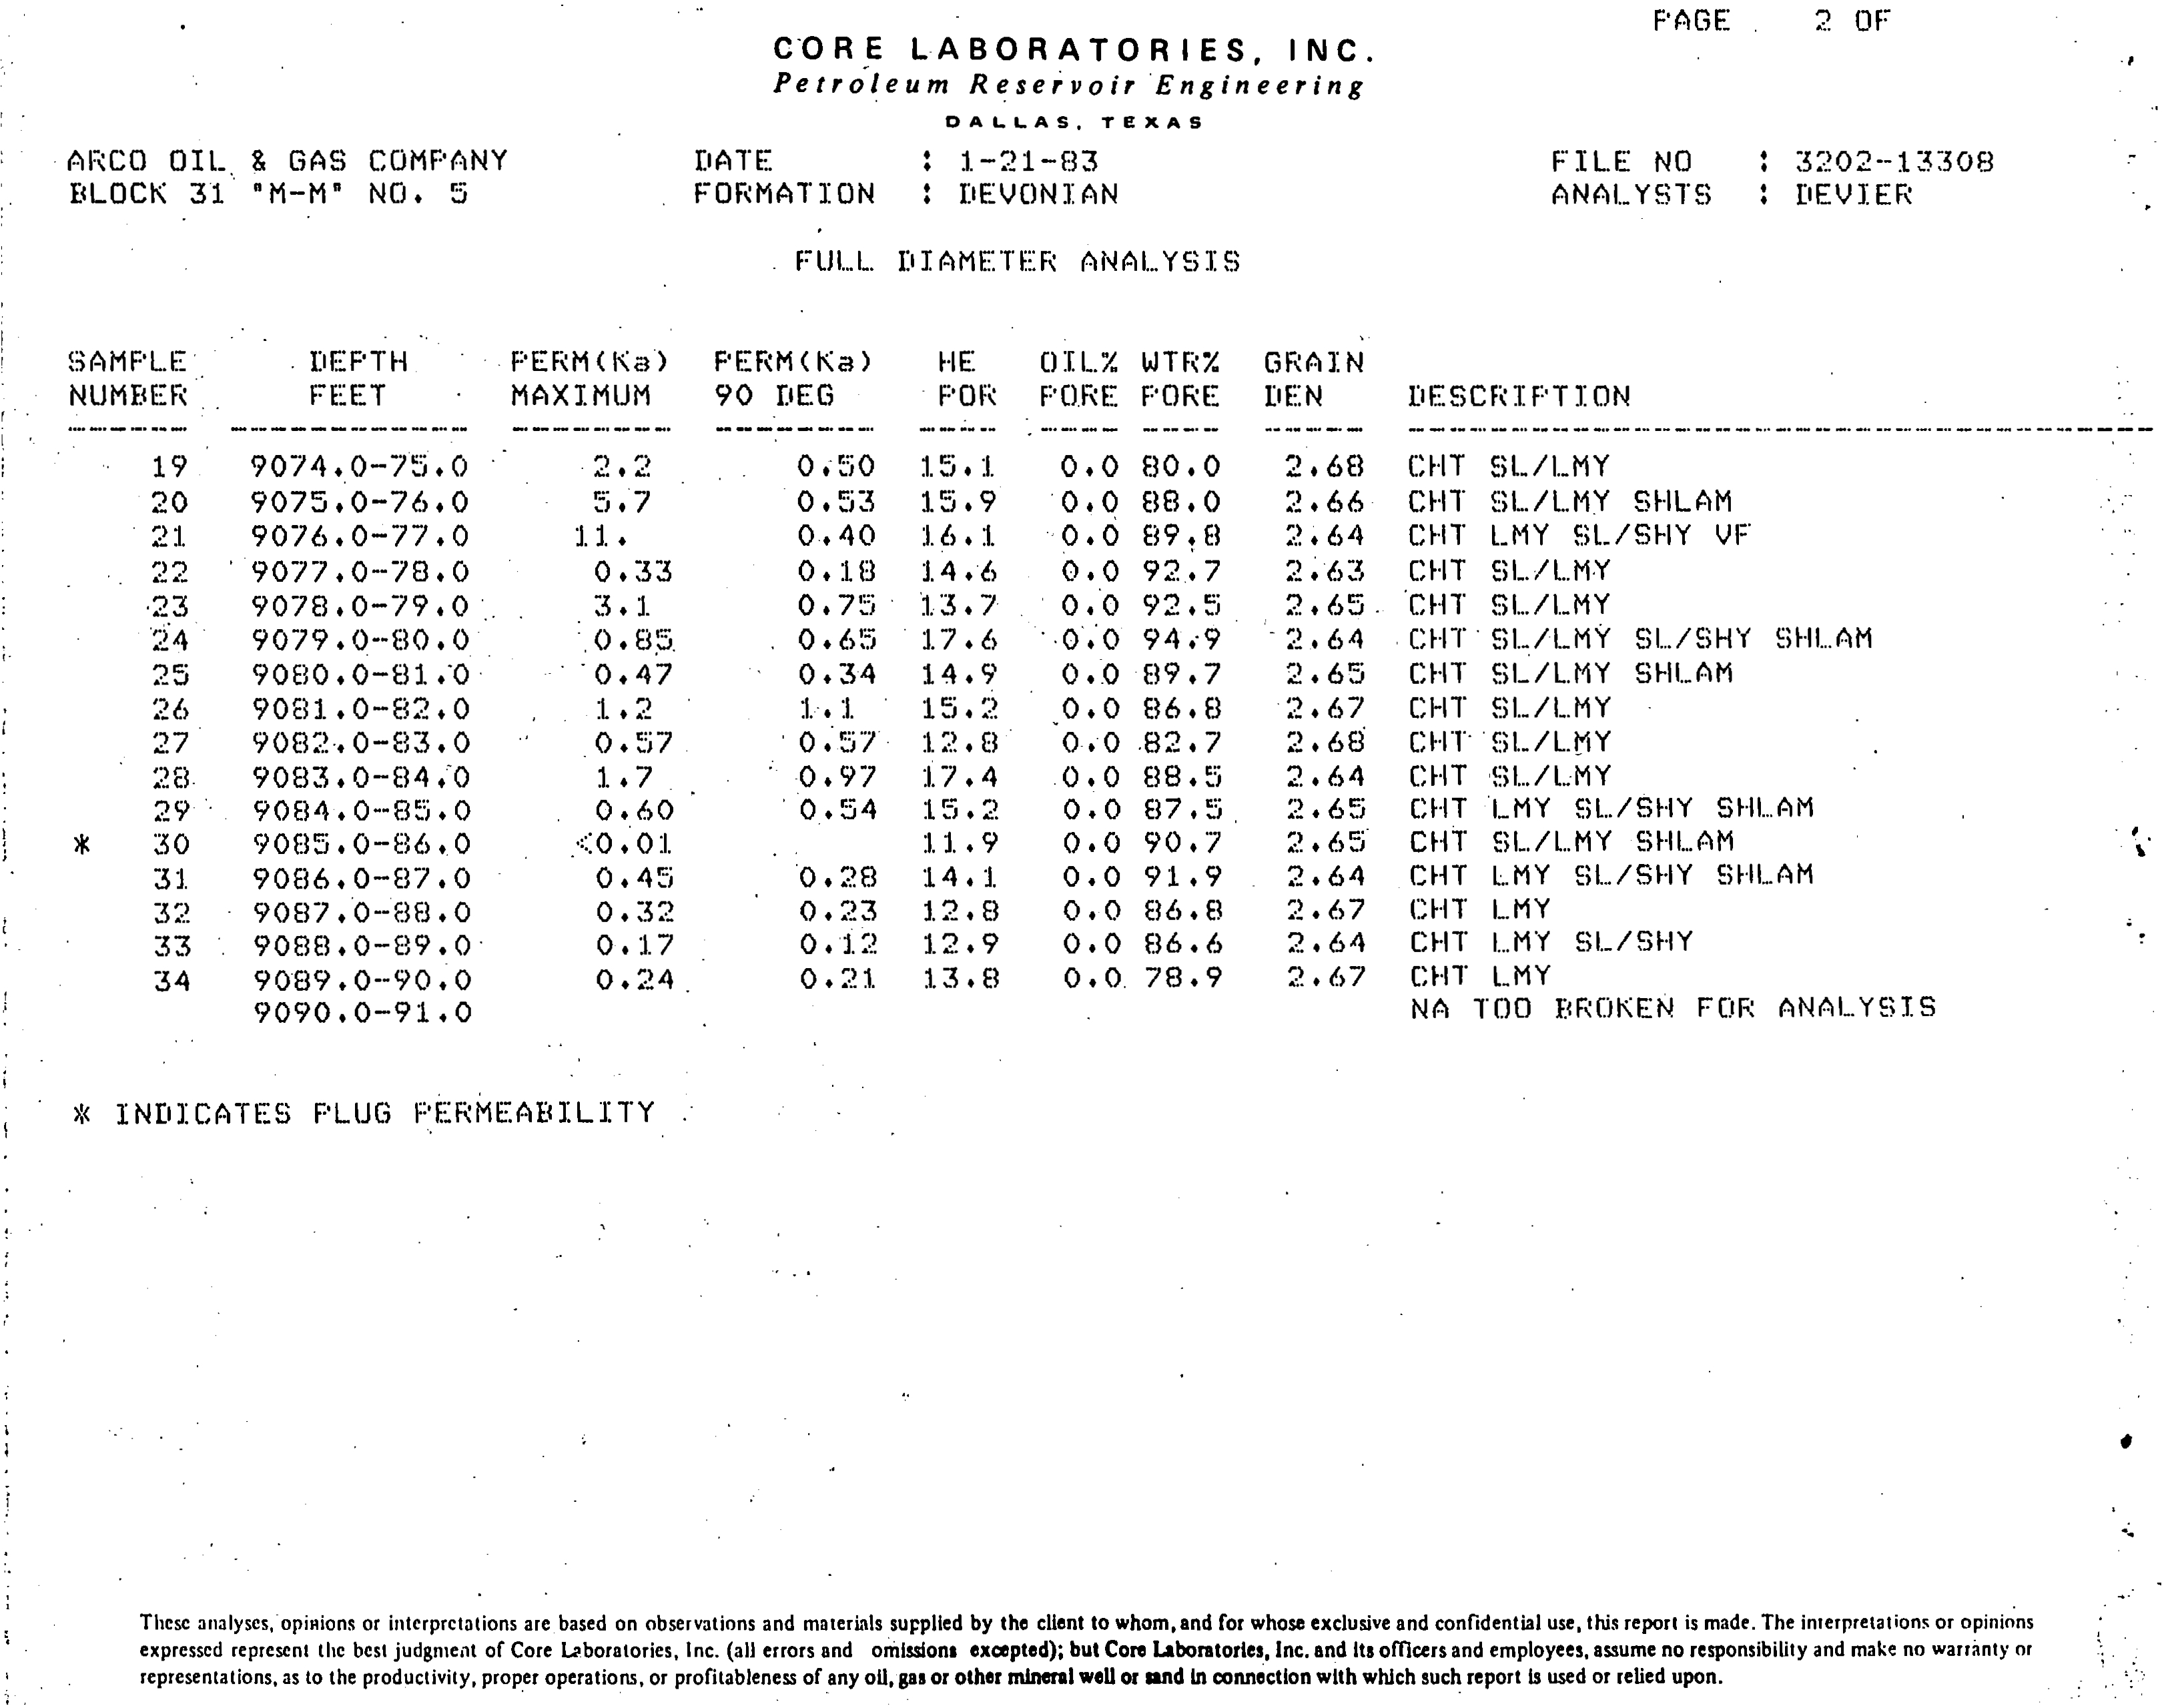 PAGE 2 OF
CORE LABORATORIES, INC.
Petroleum Reservoir Engineering
DALLAS, TEXAS
ARCO OIL & GAS COMPANY DATE : 1-21-83 FILE NO : 3202-13308
BLOCK 31 "M-M" NO. 5 FORMATION : DEVONIAN ANALYSTS : DEVIER
FULL DIAMETER ANALYSIS
SAMPLE DEPTH PERM(Ka) PERM(Ka) HE OIL% WTR% GRAIN
NUMBER FEET MAXIMUM 90 DEG POR PORE PORE DEN DESCRIPTION
19 9074.0-75.0 2.2 0.50 15.1 0.0 80.0 2.68 CHT SL/LMY
20 9075.0-76.0 5.7 0.53 15.9 0.0 88.0 2.66 CHT SL/LMY SHLAM
21 9076.0-77.0 11. 0.40 16.1 0.0 89.8 2.64 CHT LMY SL/SHY VF
22 9077.0-78.0 0.33 0.18 14.6 0.0 92.7 2.63 CHT SL/LMY
23 9078.0-79.0 3.1 0.75 13.7 0.0 92.5 2.65 CHT SL/LMY
24 9079.0-80.0 0.85 0.65 17.6 0.0 94.9 2.64 CHT SL/LMY SL/SHY SHLAM
25 9080.0-81.0 0.47 0.34 14.9 0.0 89.7 2.65 CHT SL/LMY SHLAM
26 9081.0-82.0 1.2 1.1 15.2 0.0 86.8 2.67 CHT SL/LMY
27 9082.0-83.0 0.57 0.57 12.8 0.0 82.7 2.68 CHT SL/LMY
28 9083.0-84.0 1.7 0.97 17.4 0.0 88.5 2.64 CHT SL/LMY
29 9084.0-85.0 0.60 0.54 15.2 0.0 87.5 2.65 CHT LMY SL/SHY SHLAM
* 30 9085.0-86.0 <0.01 11.9 0.0 90.7 2.65 CHT SL/LMY SHLAM
31 9086.0-87.0 0.45 0.28 14.1 0.0 91.9 2.64 CHT LMY SL/SHY SHLAM
32 9087.0-88.0 0.32 0.23 12.8 0.0 86.8 2.67 CHT LMY
33 9088.0-89.0 0.17 0.12 12.9 0.0 86.6 2.64 CHT LMY SL/SHY
34 9089.0-90.0 0.24 0.21 13.8 0.0 78.9 2.67 CHT LMY
9090.0-91.0 NA TOO BROKEN FOR ANALYSIS
* INDICATES PLUG PERMEABILITY
These analyses, opinions or interpretations are based on observations and materials supplied by the client to whom, and for whose exclusive and confidential use, this report is made. The interpretations or opinions
expressed represent the best judgment of Core Laboratories, Inc. (all errors and omissions excepted); but Core Laboratories, Inc. and its officers and employees, assume no responsibility and make no warranty or
representations, as to the productivity, proper operations, or profitableness of any oil, gas or other mineral well or sand in connection with which such report is used or relied upon.